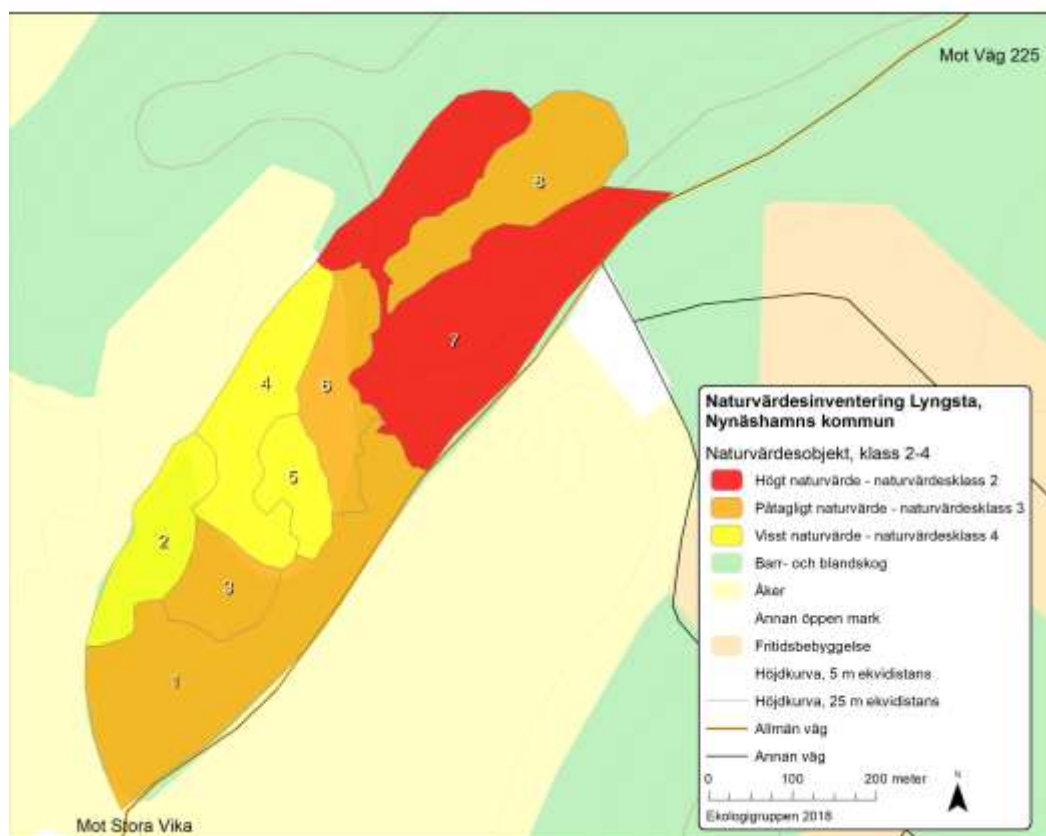 Mot Väg 225
8
7
4
6
5
2
3
1
Mot Stora Vika
Naturvärdesinventering Lyngsta,
Nynäshamns kommun
Naturvärdesobjekt, klass 2-4
Högt naturvärde - naturvärdesklass 2
Påtagligt naturvärde - naturvärdesklass 3
Visst naturvärde - naturvärdesklass 4
Barr- och blandskog
Åker
Annan öppen mark
Fritidsbebyggelse
Höjdkurva, 5 m ekvidistans
Höjdkurva, 25 m ekvidistans
Allmän väg
Annan väg
0 100 200 meter
N
Ekologigruppen 2018